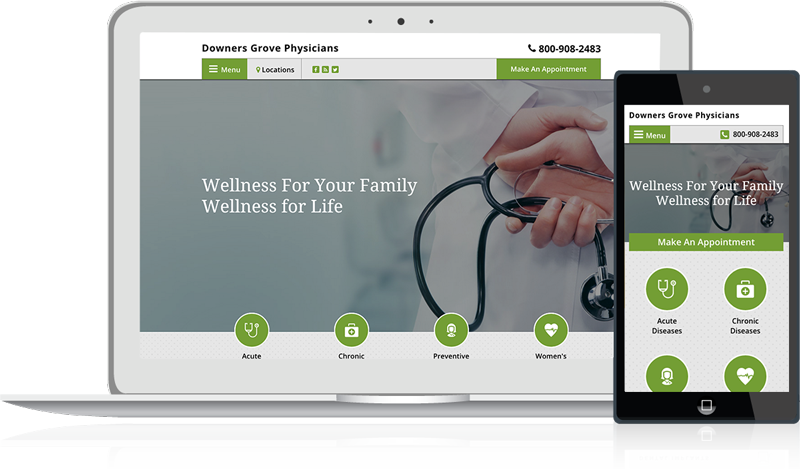 Downers Grove Physicians
800-908-2483
Menu
Locations
Make An Appointment
Wellness For Your Family
Wellness for Life
Acute
Chronic
Preventive
Women's
Downers Grove Physicians
Menu
800-908-2483
Wellness For Your Family
Wellness for Life
Make An Appointment
Acute
Diseases
Chronic
Diseases